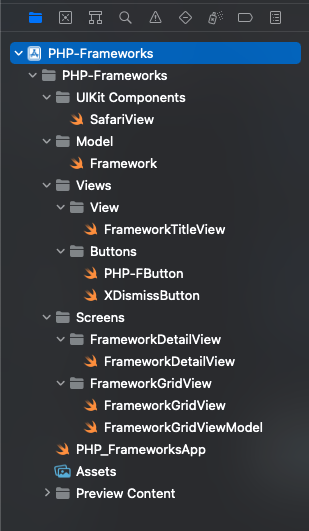 PHP-Frameworks
PHP-Frameworks
UIKit Components
SafariView
Model
Framework
Views
View
FrameworkTitleView
Buttons
PHP-FButton
XDismissButton
Screens
FrameworkDetailView
FrameworkDetailView
FrameworkGridView
FrameworkGridView
FrameworkGridViewModel
PHP_FrameworksApp
Assets
Preview Content